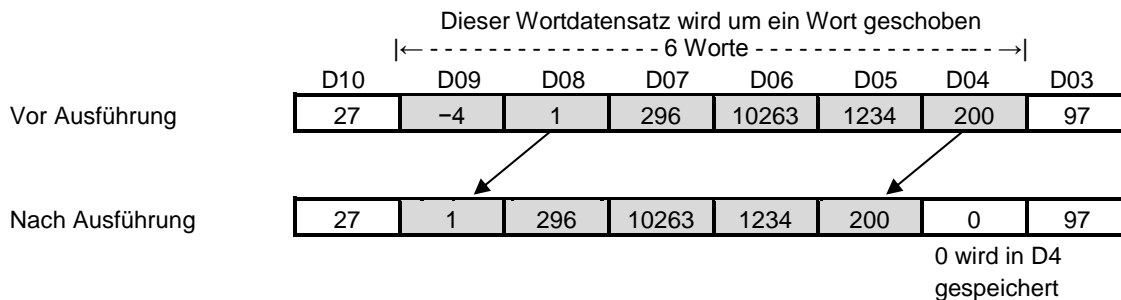 Dieser Wortdatensatz wird um ein Wort geschoben
|← - - - - - - - - - - - - - - - - - 6 Worte - - - - - - - - - - - - - - --- - - →|
D10 D09 D08 D07 D06 D05 D04 D03
Vor Ausführung 27 −4 1 296 10263 1234 200 97
Nach Ausführung 27 1 296 10263 1234 200 0 97
0 wird in D4
gespeichert